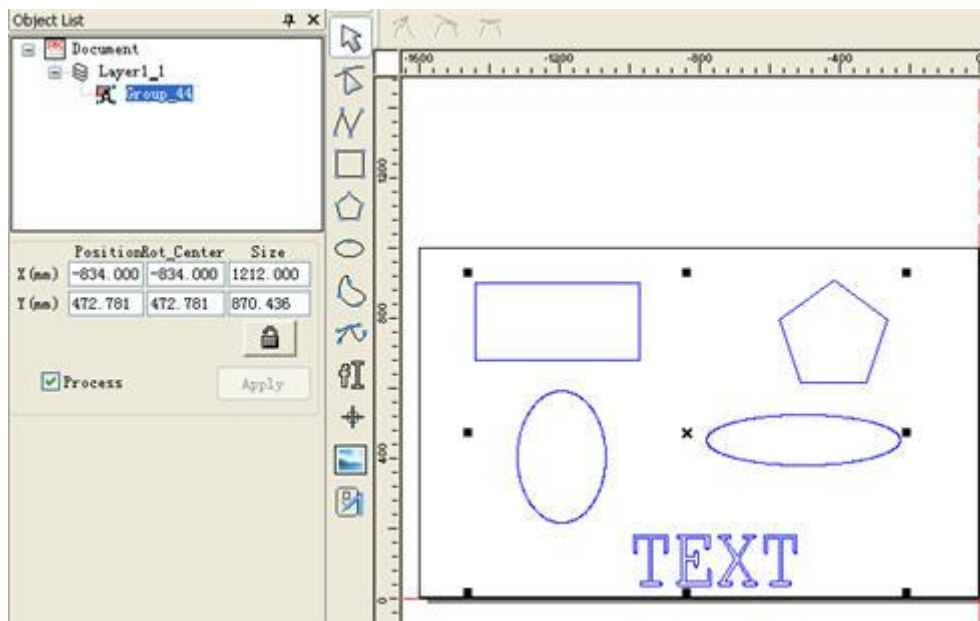 Object List
Document
Layer1_1
Group_44
Position Rot_Center Size
X(mm) -834.000 -834.000 1212.000
Y(mm) 472.781 472.781 870.436
Process Apply
-1600 -1200 -800 -400
1200
800
400
0
TEXT